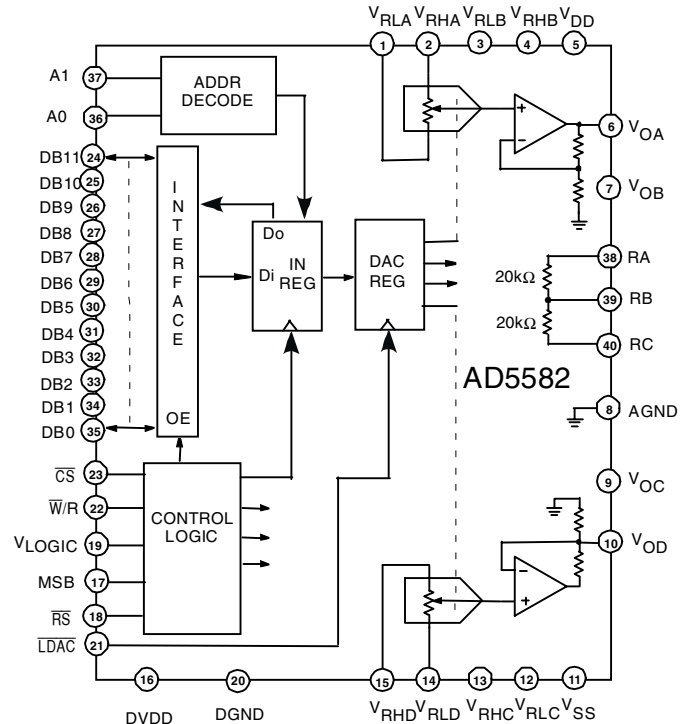 VRLA VRHA VRLB VRHB VDD
1 2 3 4 5
A1 37
A0 36
ADDR
DECODE
DB11 24
DB10 25
DB9 26
DB8 27
DB7 28
DB6 29
DB5 30
DB4 31
DB3 32
DB2 33
DB1 34
DB0 35
INTERFACE
OE
Do
Di IN
REG
DAC
REG
+
−
6 VOA
7 VOB
38 RA
20kΩ
39 RB
20kΩ
40 RC
AD5582
8 AGND
9 VOC
10 VOD
−
+
C̅S̅ 23
W̅/R 22
VLOGIC 19
MSB 17
R̅S̅ 18
L̅D̅A̅C̅ 21
CONTROL
LOGIC
16 20 15 14 13 12 11
DVDD DGND VRHD VRLD VRHC VRLC VSS